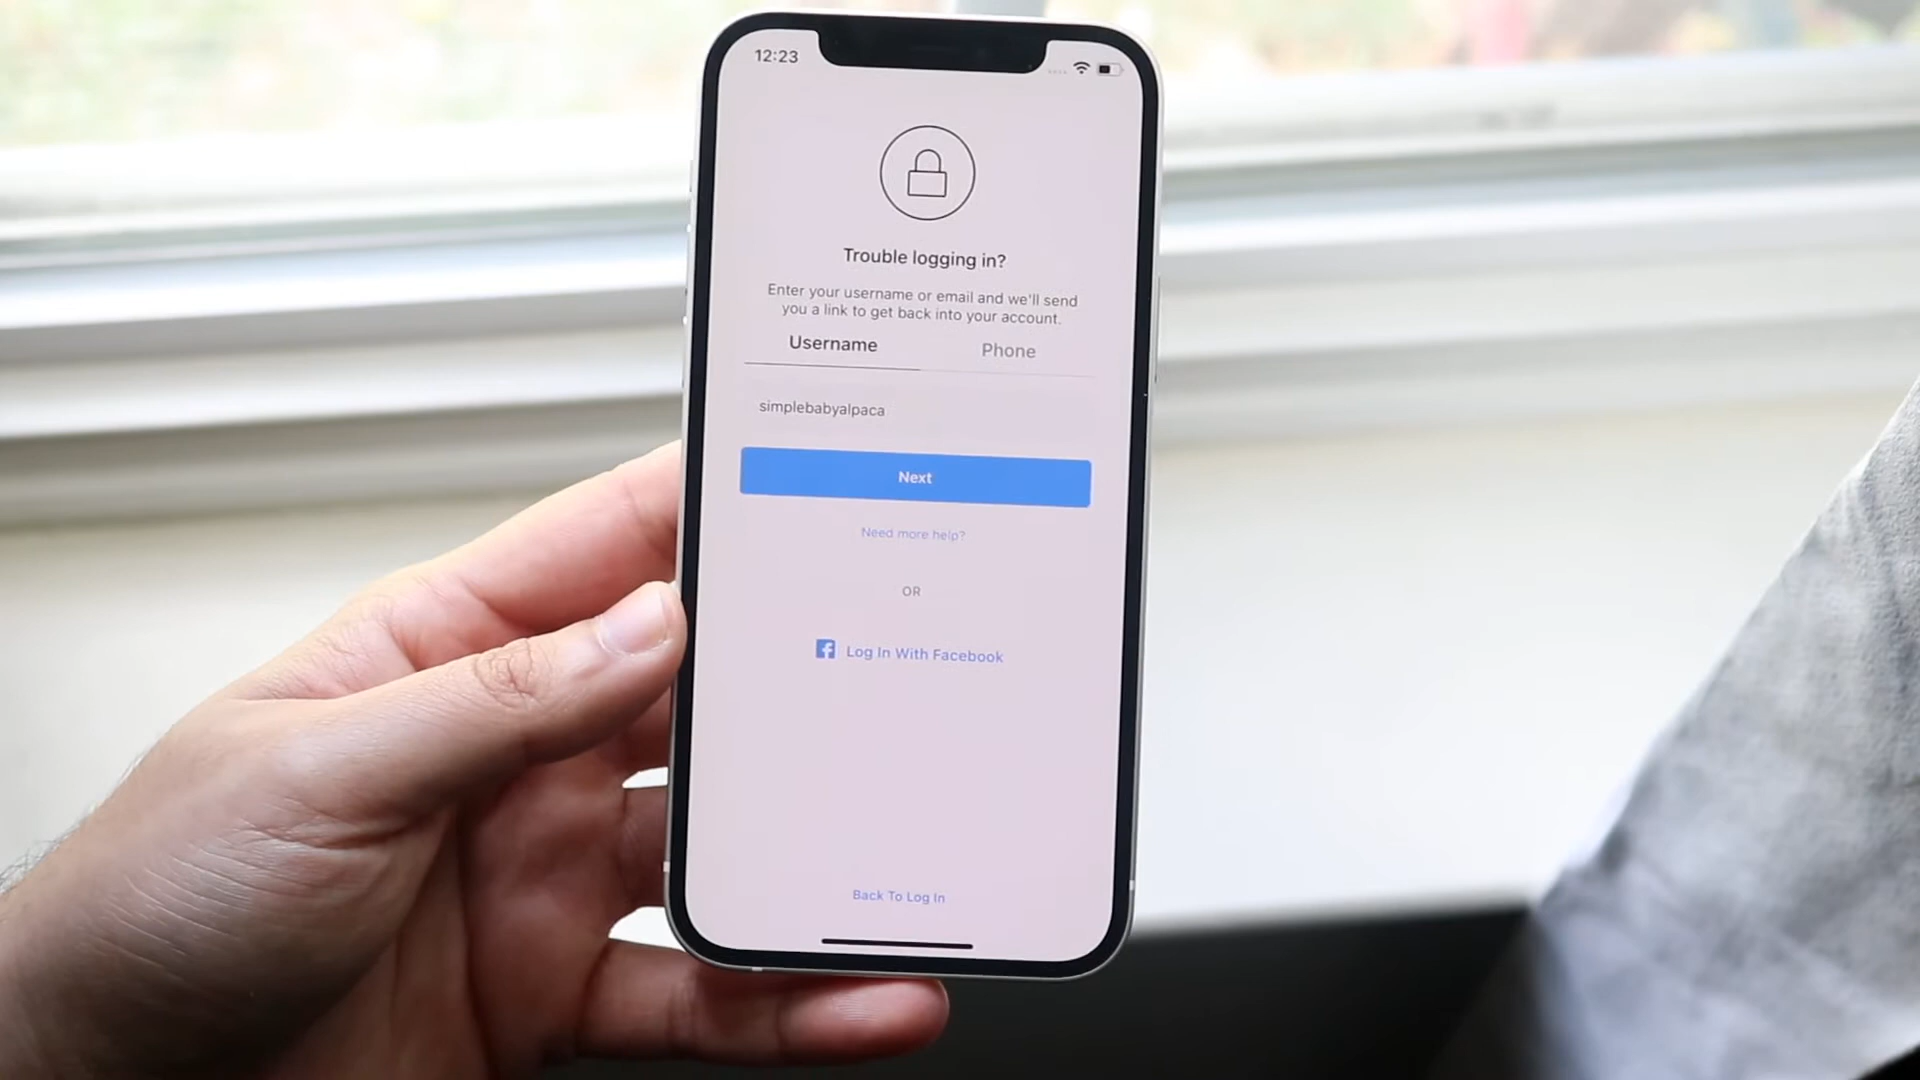 12:23
Trouble logging in?
Enter your username or email and we'll send
you a link to get back into your account.
Username
Phone
simplebabyalpaca
Next
Need more help?
OR
Log In With Facebook
Back To Log In